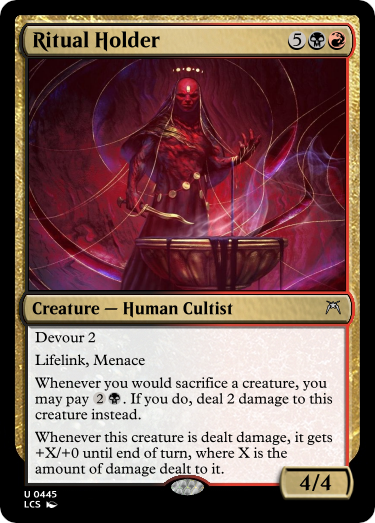 Ritual Holder 5
Creature — Human Cultist
Devour 2
Lifelink, Menace
Whenever you would sacrifice a creature, you
may pay 2 . If you do, deal 2 damage to this
creature instead.
Whenever this creature is dealt damage, it gets
+X/+0 until end of turn, where X is the
amount of damage dealt to it.
4/4
U 0445
LCS